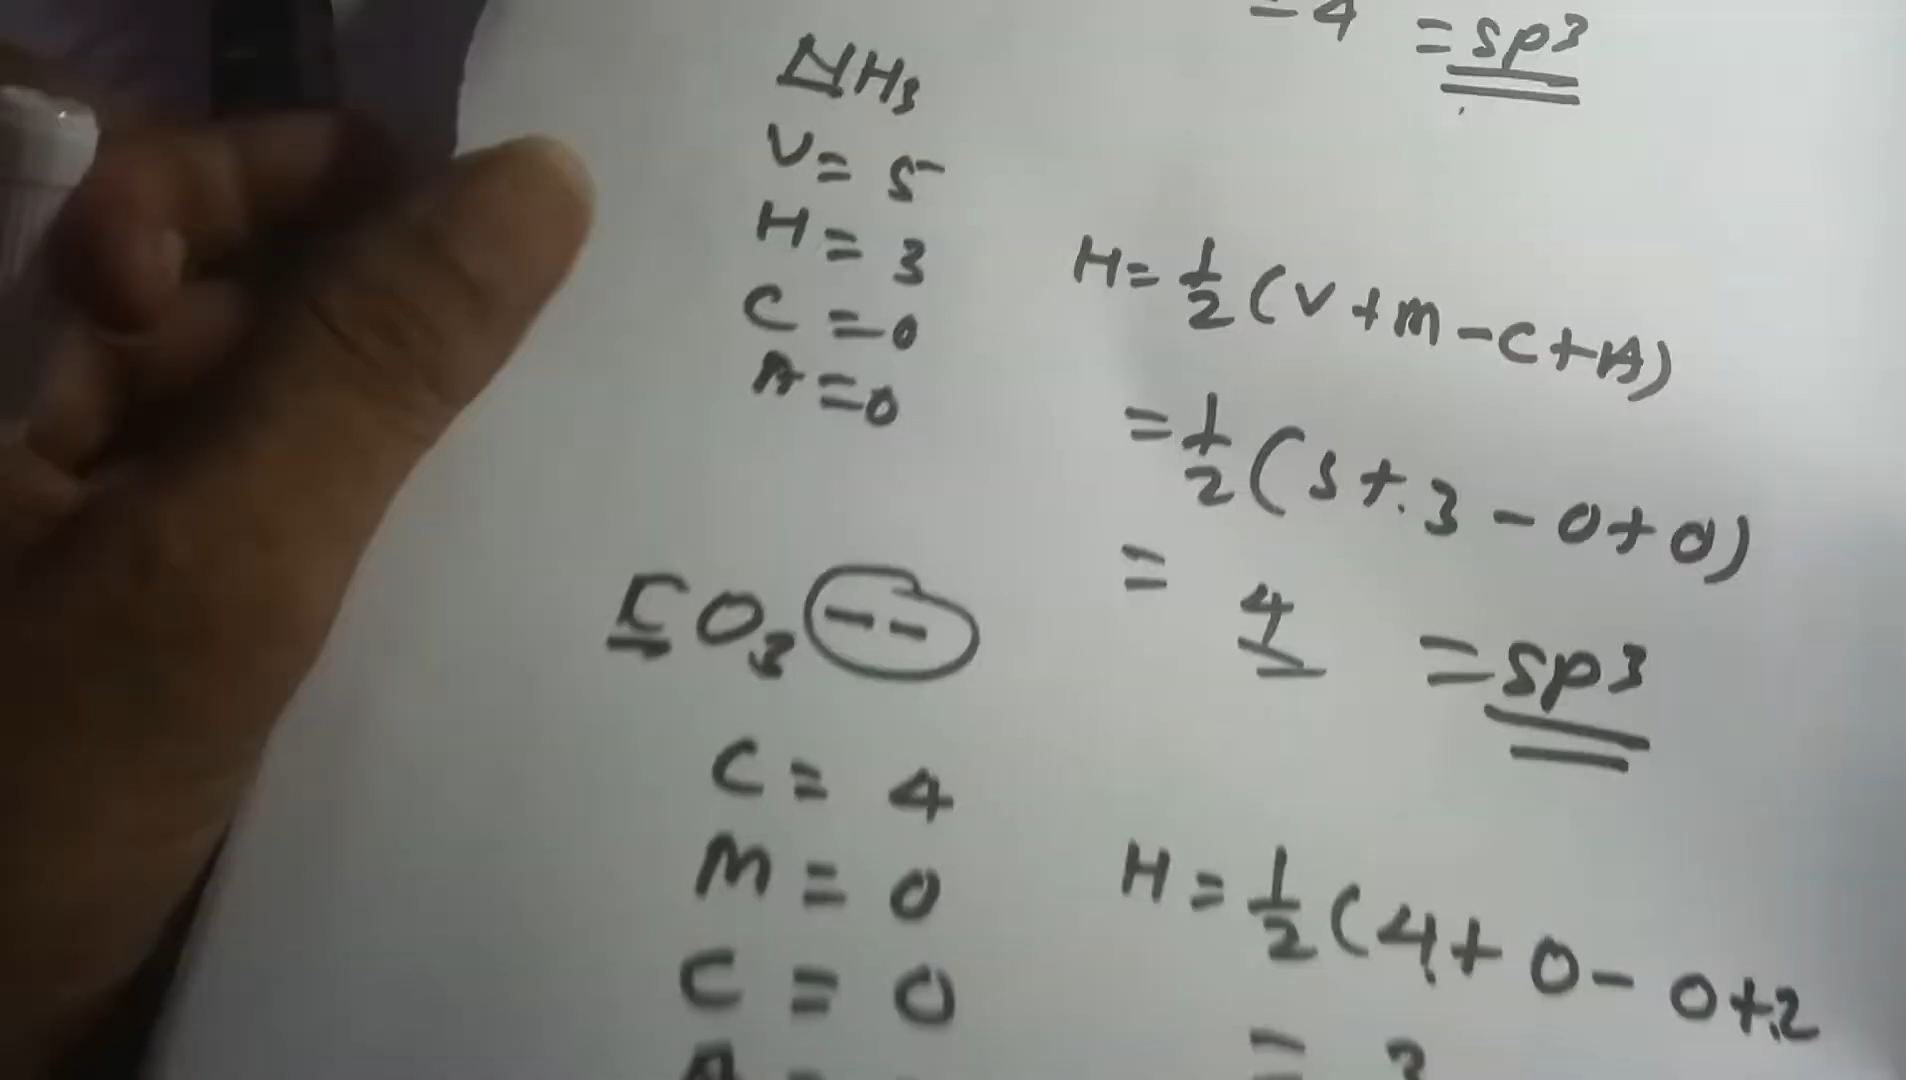 = 4 = sp3
NH3
V = 5
H = 3
C = 0
A = 0
H = 1/2 (V + M - C + A)
= 1/2 (5 + 3 - 0 + 0)
= 4 = sp3
CO3 --
C = 4
M = 0
C = 0
A
H = 1/2 (4 + 0 - 0 + 2
= 3